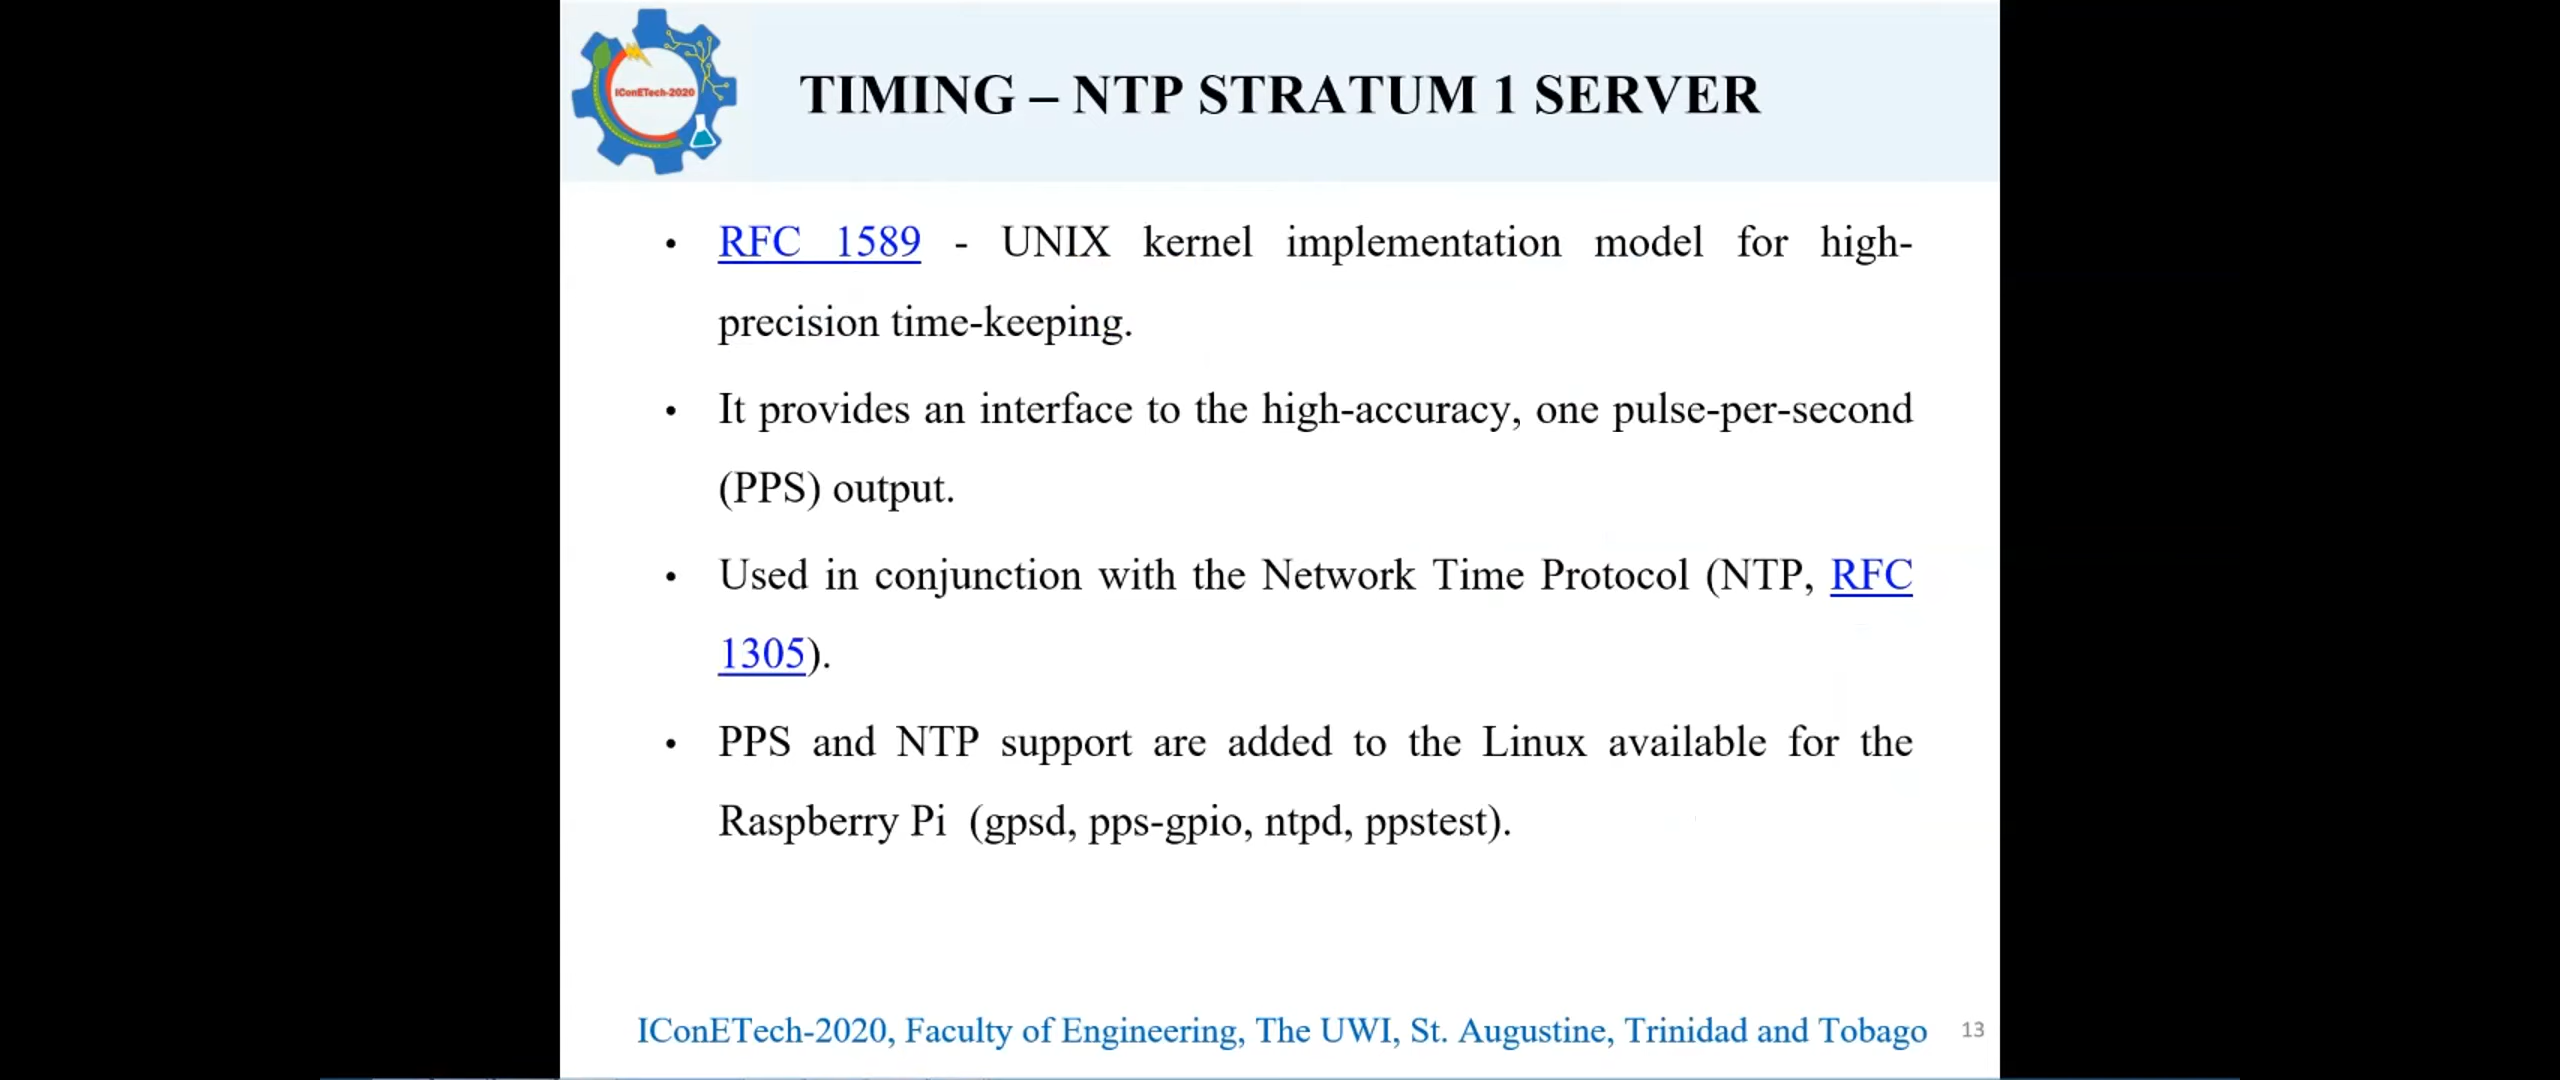 IConETech-2020
TIMING – NTP STRATUM 1 SERVER
• RFC 1589 - UNIX kernel implementation model for high-
precision time-keeping.
• It provides an interface to the high-accuracy, one pulse-per-second
(PPS) output.
• Used in conjunction with the Network Time Protocol (NTP, RFC
1305).
• PPS and NTP support are added to the Linux available for the
Raspberry Pi (gpsd, pps-gpio, ntpd, ppstest).
IConETech-2020, Faculty of Engineering, The UWI, St. Augustine, Trinidad and Tobago 13